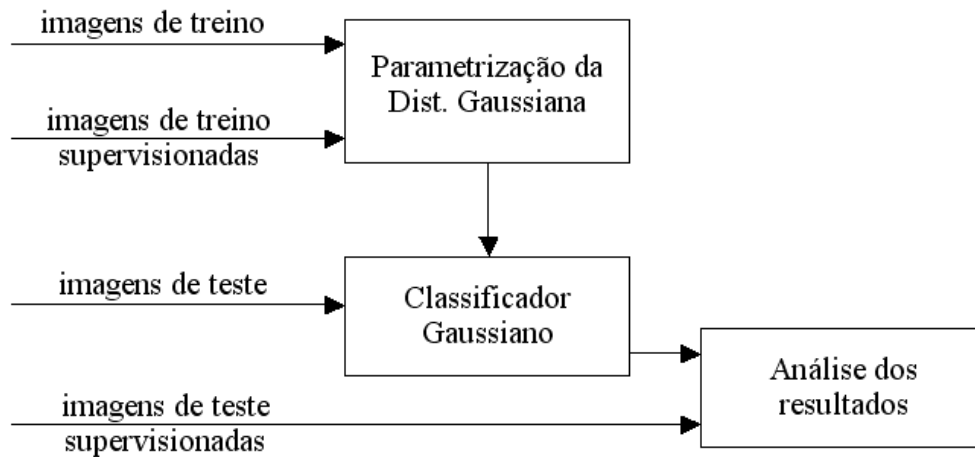 imagens de treino
Parametrização da
Dist. Gaussiana
imagens de treino
supervisionadas
imagens de teste
Classificador
Gaussiano
imagens de teste
supervisionadas
Análise dos
resultados